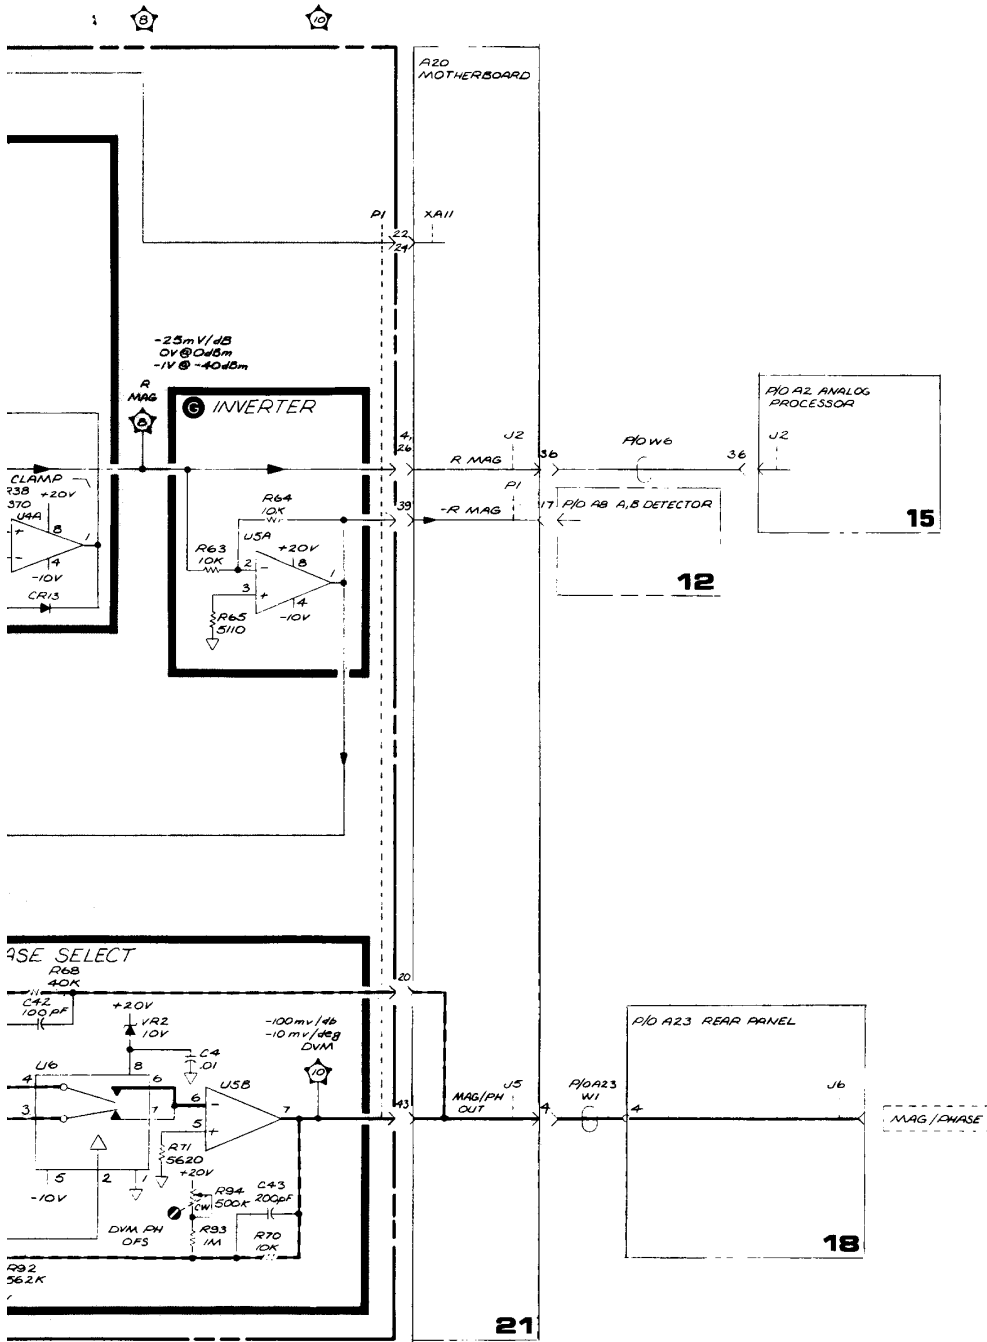 8
10
A20
MOTHERBOARD
P1
XA11
22
24
-25mV/dB
0V @ 0dBm
-1V @ -40dBm
R
MAG
8
G INVERTER
4,
26
J2
R MAG
36
P/O W6
36
P/O A2 ANALOG
PROCESSOR
J2
15
P1
39
-R MAG
17
P/O A8 A,B DETECTOR
12
CLAMP
R38
370
+20V
U4A
8
+
-
1
4
-10V
CR13
R64
10K
U5A
R63
10K
+20V
8
2
-
3
+
1
4
-10V
R65
5110
ASE SELECT
R68
40K
C42
100pF
+20V
VR2
10V
C4
.01
-100mv/db
-10mv/deg
DVM
10
20
U6
8
4
3
6
7
5
2
1
-10V
U5B
6
-
5
+
7
R71
5620
+20V
R94
500K
CW
R93
1M
DVM PH
OFS
C43
200pF
R70
10K
R92
562K
43
MAG/PH
OUT
J5
4
P/O A23
W1
4
P/O A23 REAR PANEL
J6
MAG/PHASE
18
21